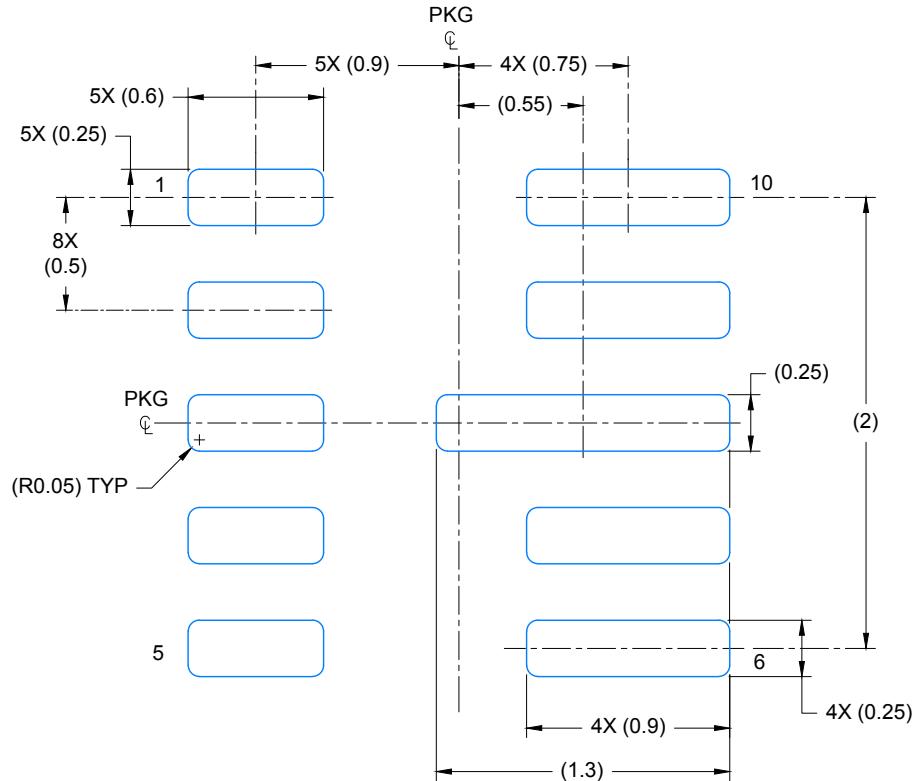 PKG
℄
5X (0.9)
4X (0.75)
5X (0.6)
(0.55)
5X (0.25)
1
10
8X
(0.5)
(0.25)
PKG
℄
(2)
(R0.05) TYP
5
6
4X (0.25)
4X (0.9)
(1.3)